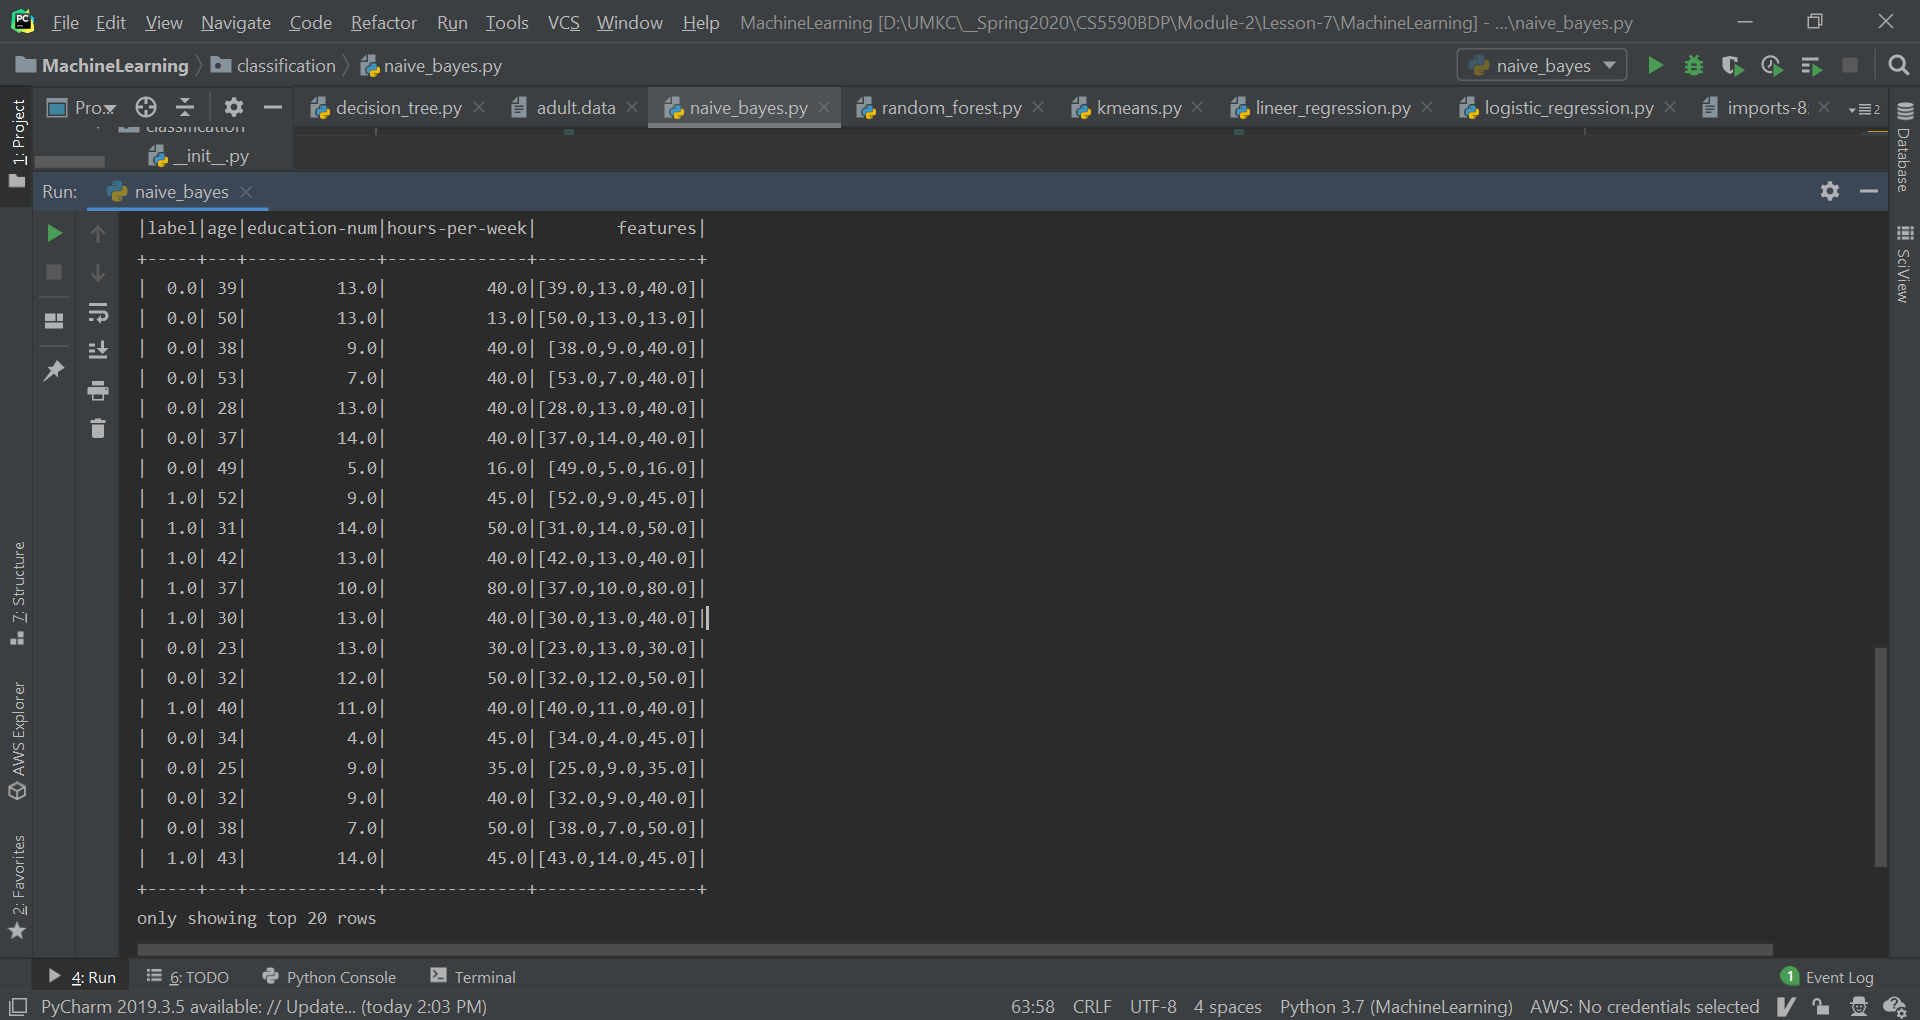 File Edit View Navigate Code Refactor Run Tools VCS Window Help MachineLearning [D:\UMKC\__Spring2020\CS5590BDP\Module-2\Lesson-7\MachineLearning] - ...\naive_bayes.py
MachineLearning classification naive_bayes.py naive_bayes
1: Project Pro... decision_tree.py adult.data naive_bayes.py random_forest.py kmeans.py lineer_regression.py logistic_regression.py imports-8 2
classification
__init__.py
Database
Run: naive_bayes
SciView
|label|age|education-num|hours-per-week|        features|
+-----+---+-------------+--------------+----------------+
|  0.0| 39|         13.0|          40.0|[39.0,13.0,40.0]|
|  0.0| 50|         13.0|          13.0|[50.0,13.0,13.0]|
|  0.0| 38|          9.0|          40.0| [38.0,9.0,40.0]|
|  0.0| 53|          7.0|          40.0| [53.0,7.0,40.0]|
|  0.0| 28|         13.0|          40.0|[28.0,13.0,40.0]|
|  0.0| 37|         14.0|          40.0|[37.0,14.0,40.0]|
|  0.0| 49|          5.0|          16.0| [49.0,5.0,16.0]|
|  1.0| 52|          9.0|          45.0| [52.0,9.0,45.0]|
|  1.0| 31|         14.0|          50.0|[31.0,14.0,50.0]|
|  1.0| 42|         13.0|          40.0|[42.0,13.0,40.0]|
|  1.0| 37|         10.0|          80.0|[37.0,10.0,80.0]|
|  1.0| 30|         13.0|          40.0|[30.0,13.0,40.0]|
|  0.0| 23|         13.0|          30.0|[23.0,13.0,30.0]|
|  0.0| 32|         12.0|          50.0|[32.0,12.0,50.0]|
|  1.0| 40|         11.0|          40.0|[40.0,11.0,40.0]|
|  0.0| 34|          4.0|          45.0| [34.0,4.0,45.0]|
|  0.0| 25|          9.0|          35.0| [25.0,9.0,35.0]|
|  0.0| 32|          9.0|          40.0| [32.0,9.0,40.0]|
|  0.0| 38|          7.0|          50.0| [38.0,7.0,50.0]|
|  1.0| 43|         14.0|          45.0|[43.0,14.0,45.0]|
+-----+---+-------------+--------------+----------------+
only showing top 20 rows
7: Structure
AWS Explorer
2: Favorites
4: Run 6: TODO Python Console Terminal 1 Event Log
PyCharm 2019.3.5 available: // Update... (today 2:03 PM) 63:58 CRLF UTF-8 4 spaces Python 3.7 (MachineLearning) AWS: No credentials selected